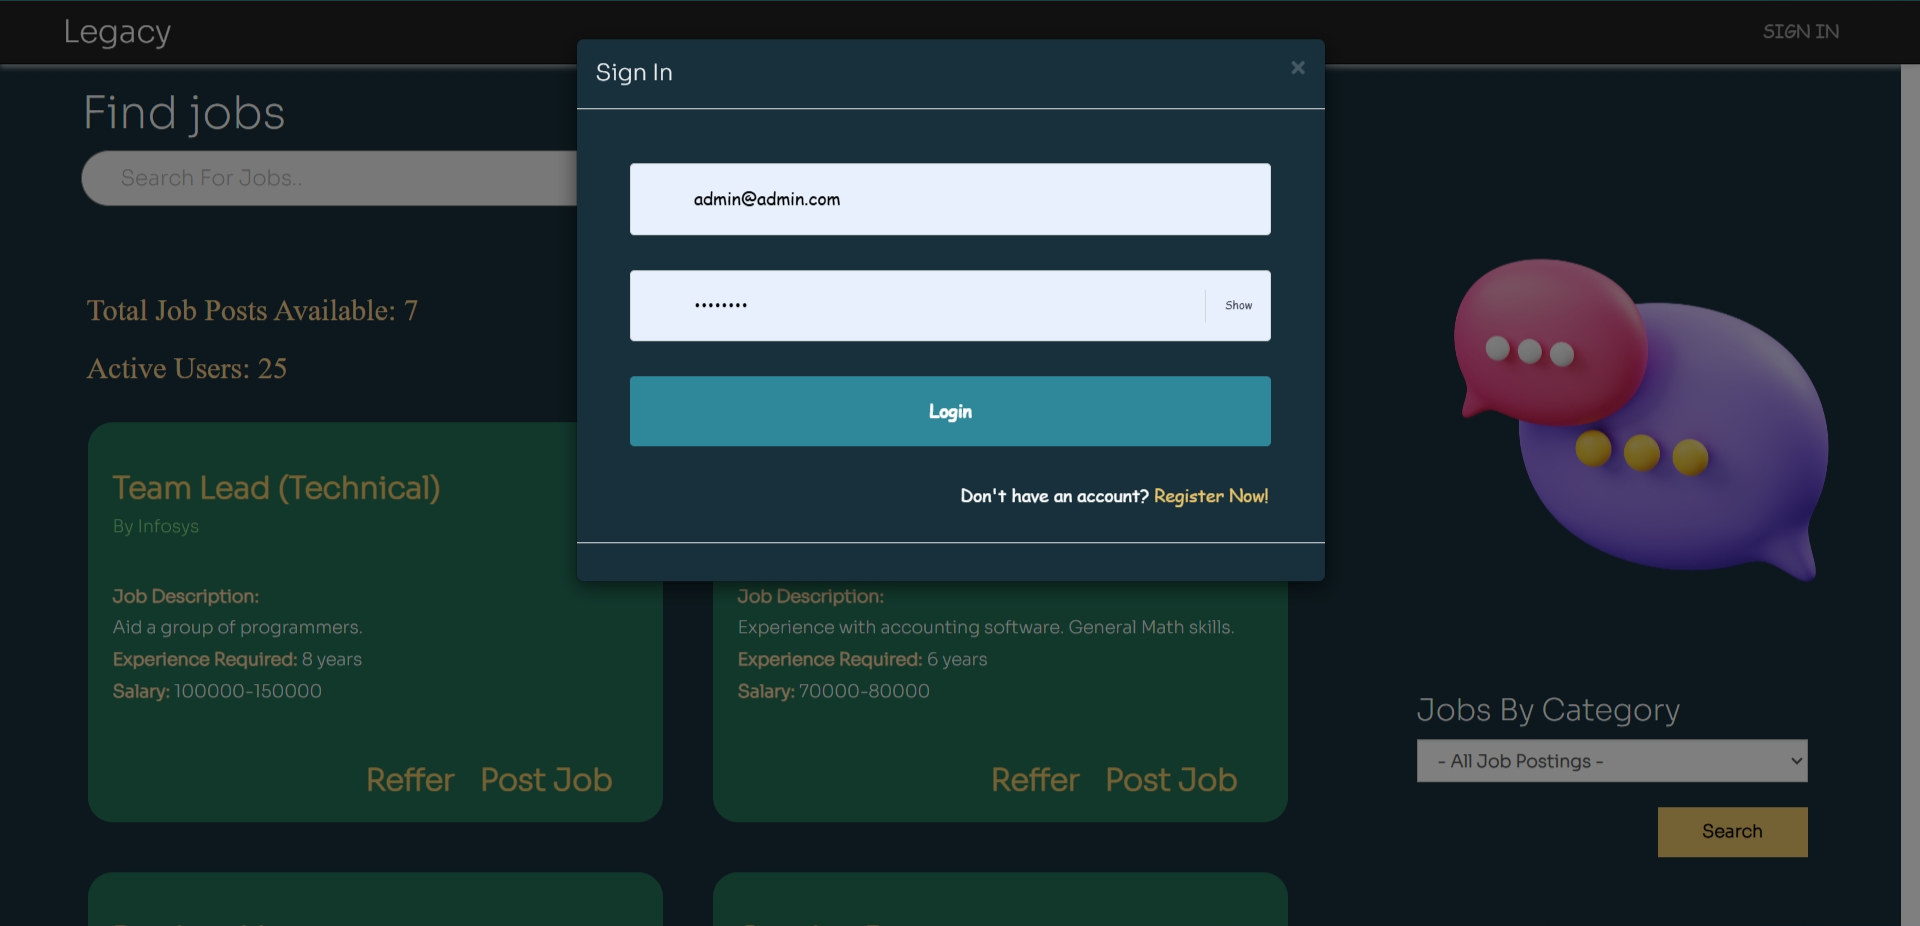 Legacy
SIGN IN
Sign In
×
Find jobs
Search For Jobs..
admin@admin.com
••••••••
Show
Login
Don't have an account? Register Now!
Total Job Posts Available: 7
Active Users: 25
Team Lead (Technical)
By Infosys
Job Description:
Aid a group of programmers.
Experience Required: 8 years
Salary: 100000-150000
Reffer Post Job
Job Description:
Experience with accounting software. General Math skills.
Experience Required: 6 years
Salary: 70000-80000
Reffer Post Job
Jobs By Category
- All Job Postings -
Search